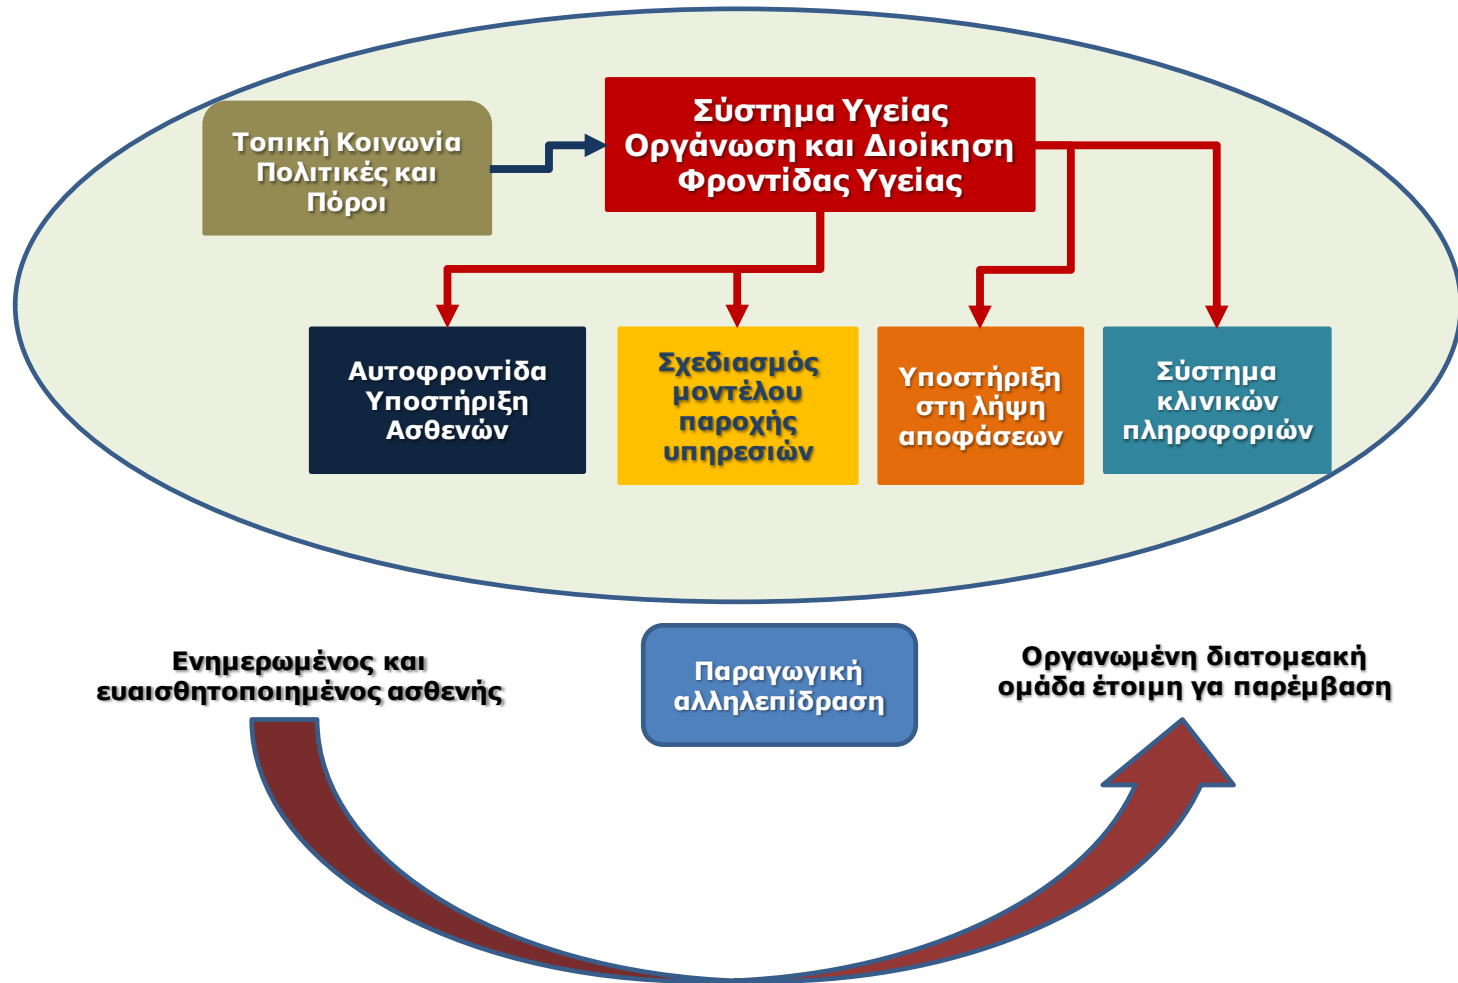 Τοπική Κοινωνία
Πολιτικές και
Πόροι
Σύστημα Υγείας
Οργάνωση και Διοίκηση
Φροντίδας Υγείας
Αυτοφροντίδα
Υποστήριξη
Ασθενών
Σχεδιασμός
μοντέλου
παροχής
υπηρεσιών
Υποστήριξη
στη λήψη
αποφάσεων
Σύστημα
κλινικών
πληροφοριών
Ενημερωμένος και
ευαισθητοποιημένος ασθενής
Παραγωγική
αλληλεπίδραση
Οργανωμένη διατομεακή
ομάδα έτοιμη γα παρέμβαση